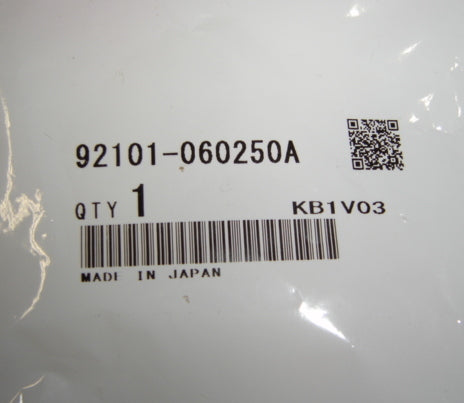 92101-060250A
QTY 1 KB1V03
MADE IN JAPAN